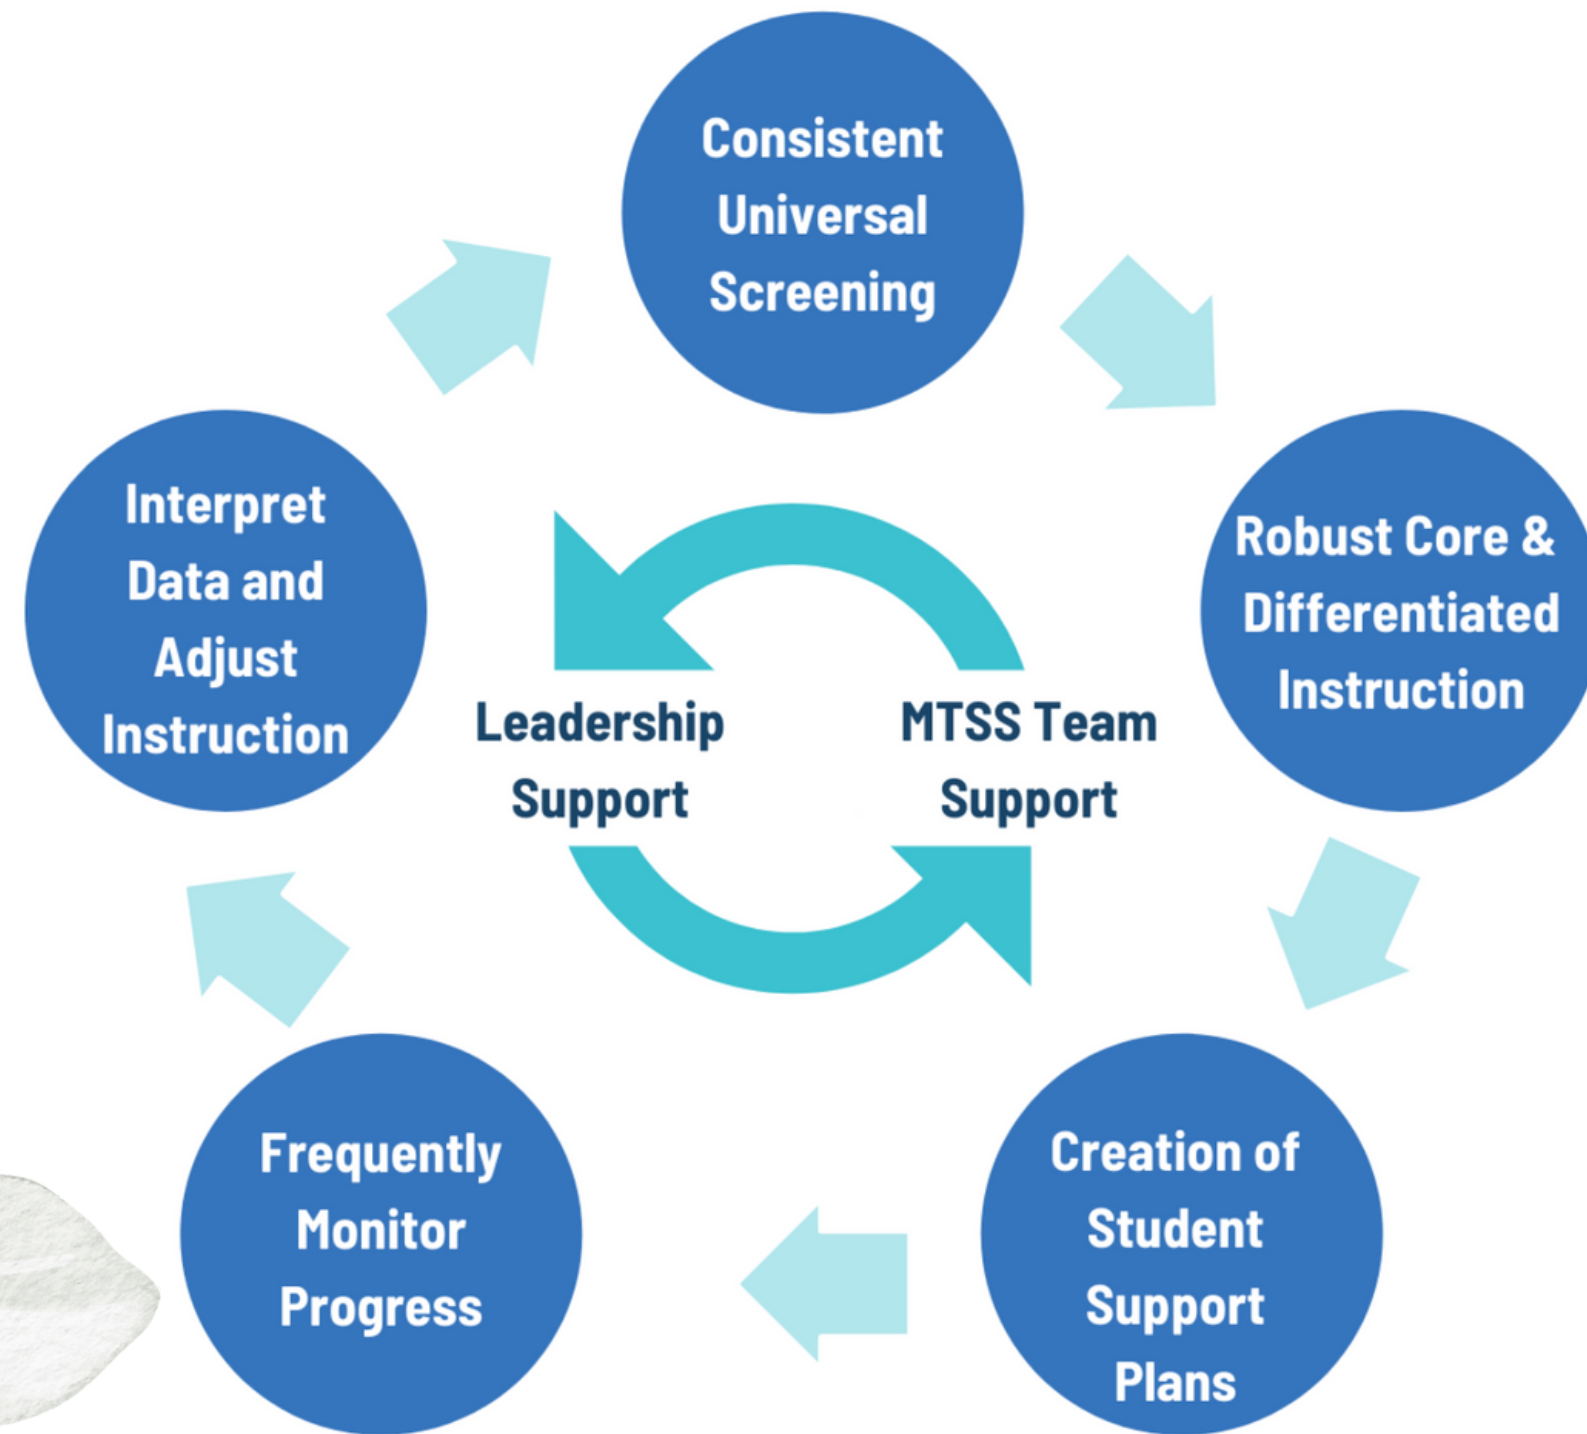 Consistent
Universal
Screening
Robust Core &
Differentiated
Instruction
Creation of
Student
Support
Plans
Frequently
Monitor
Progress
Interpret
Data and
Adjust
Instruction
Leadership
Support
MTSS Team
Support